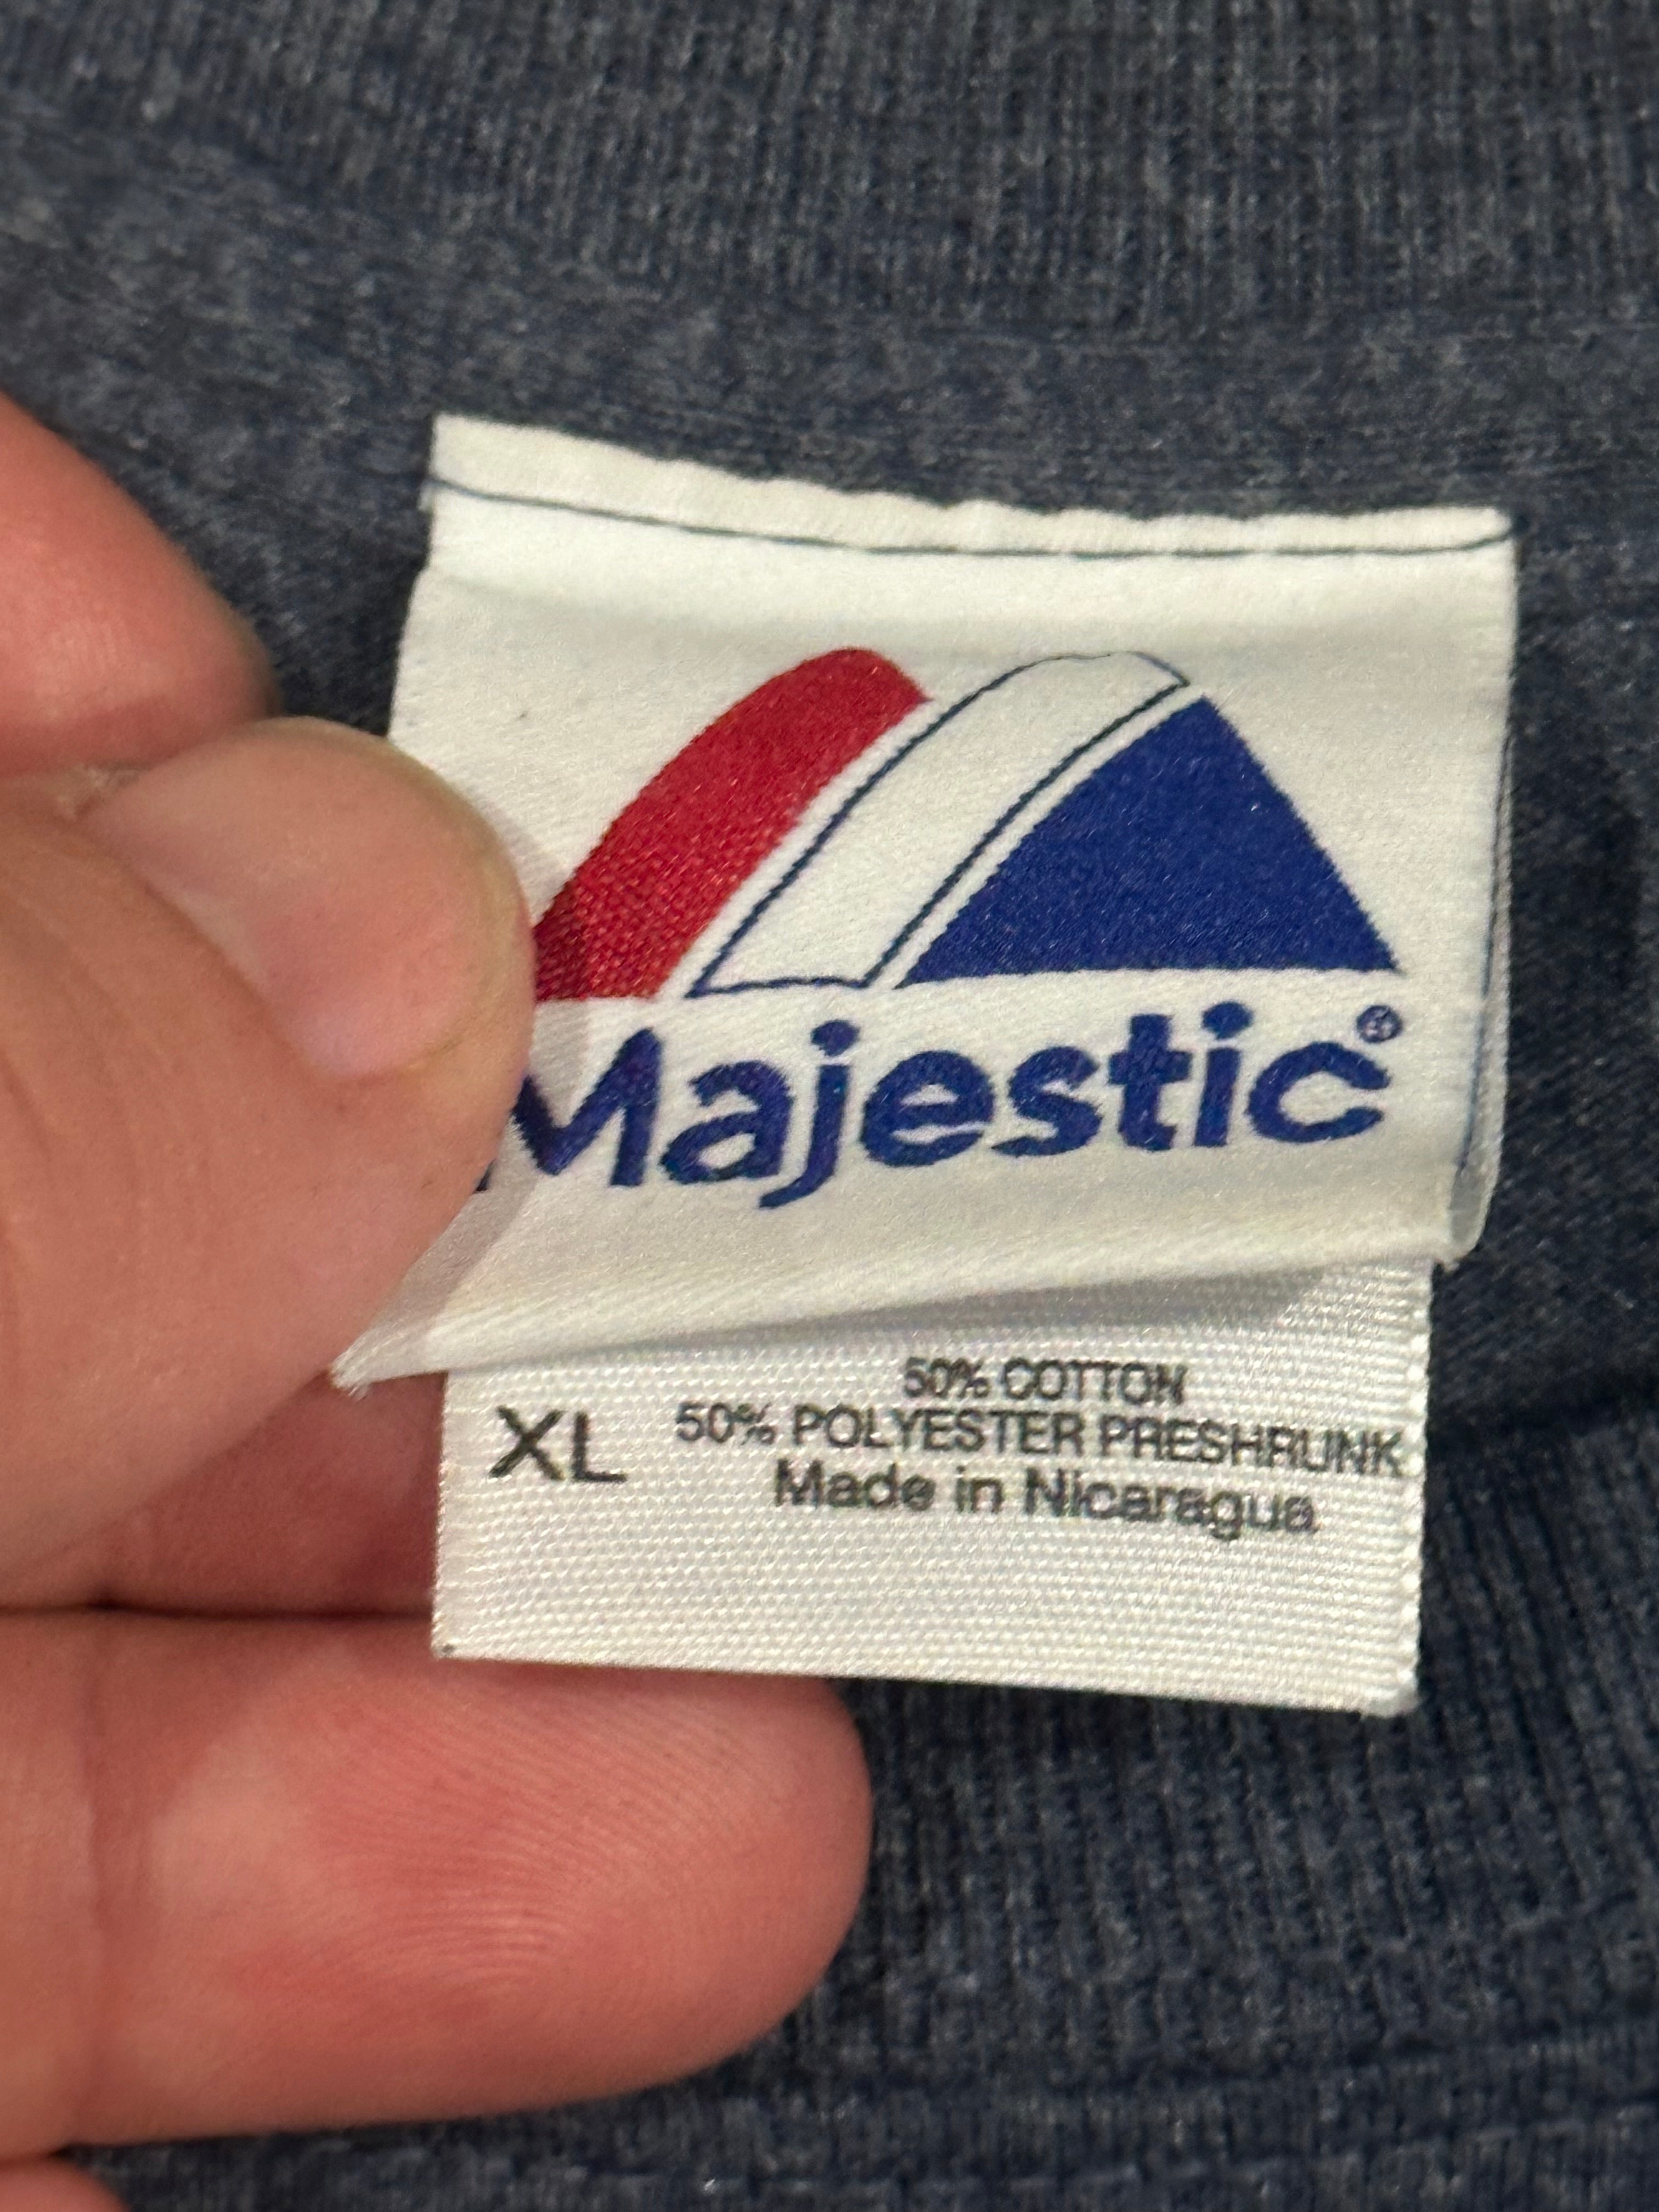 Majestic®
50% COTTON
XL 50% POLYESTER PRESHRUNK
Made in Nicaragua